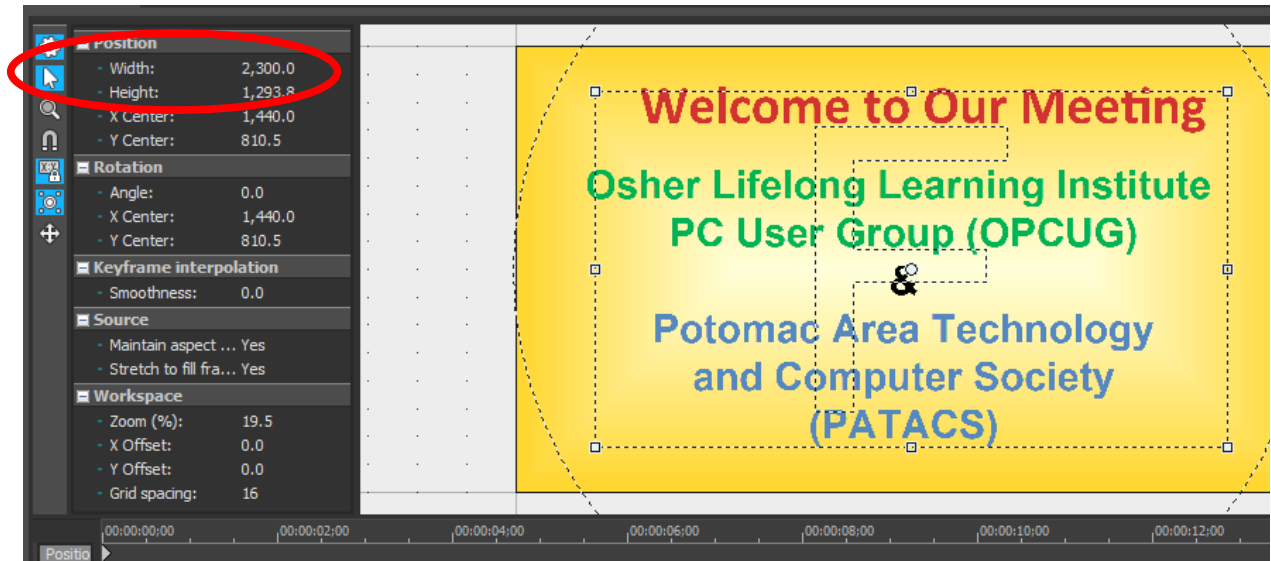 Position
Width: 2,300.0
Height: 1,293.8
X Center: 1,440.0
Y Center: 810.5
Rotation
Angle: 0.0
X Center: 1,440.0
Y Center: 810.5
Keyframe interpolation
Smoothness: 0.0
Source
Maintain aspect ... Yes
Stretch to fill fra... Yes
Workspace
Zoom (%): 19.5
X Offset: 0.0
Y Offset: 0.0
Grid spacing: 16
Welcome to Our Meeting
Osher Lifelong Learning Institute
PC User Group (OPCUG)
&
Potomac Area Technology
and Computer Society
(PATACS)
00:00:00;00 00:00:02;00 00:00:04;00 00:00:06;00 00:00:08;00 00:00:10;00 00:00:12;00
Positio